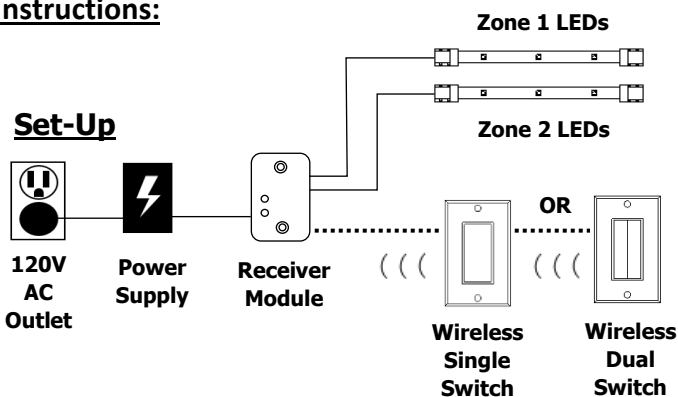 nstructions:
Zone 1 LEDs
Set-Up
Zone 2 LEDs
OR
120V
AC
Outlet
Power
Supply
Receiver
Module
Wireless
Single
Switch
Wireless
Dual
Switch